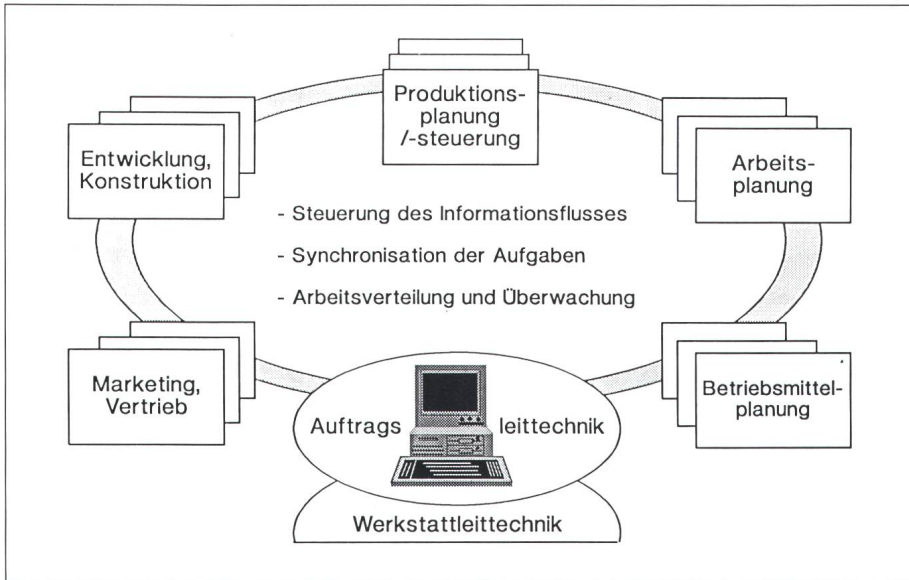 Produktions-
planung
/-steuerung
Entwicklung,
Konstruktion
Arbeits-
planung
- Steuerung des Informationsflusses
- Synchronisation der Aufgaben
- Arbeitsverteilung und Überwachung
Marketing,
Vertrieb
Betriebsmittel-
planung
Auftrags leittechnik
Werkstattleittechnik